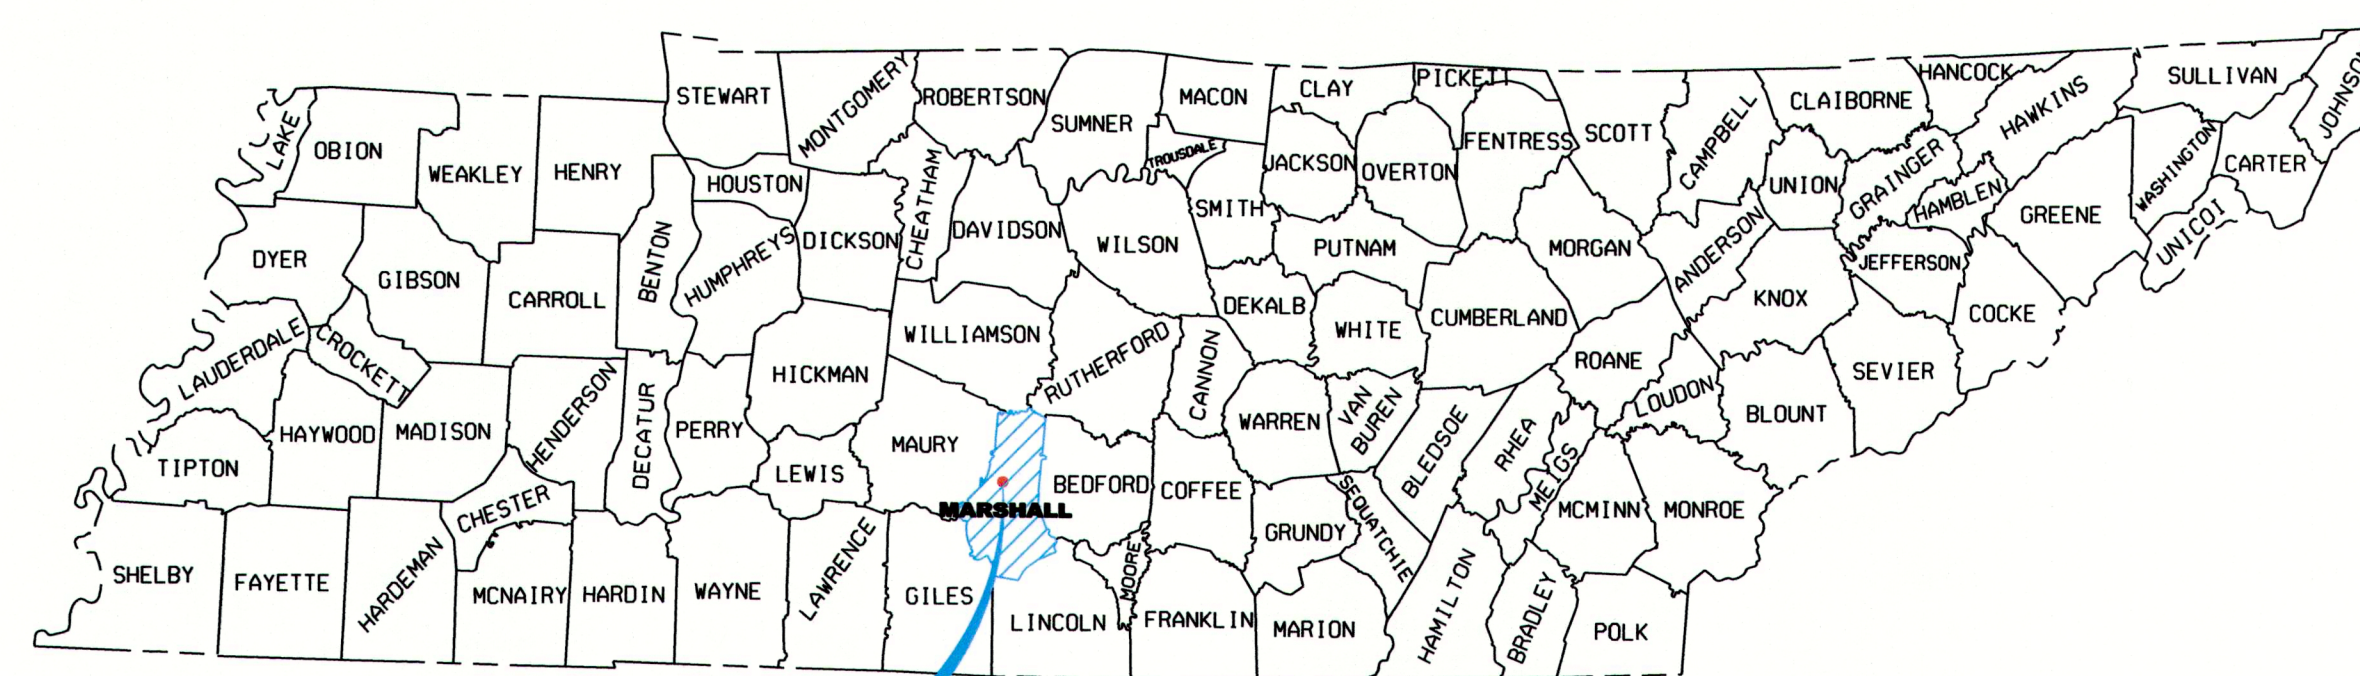 STEWART
MONTGOMERY
ROBERTSON
SUMNER
MACON
CLAY
PICKETT
SCOTT
CAMPBELL
CLAIBORNE
HANCOCK
HAWKINS
SULLIVAN
JOHNSON
LAKE
OBION
WEAKLEY
HENRY
HOUSTON
CHEATHAM
TROUSDALE
JACKSON
OVERTON
FENTRESS
UNION
GRAINGER
HAMBLEN
GREENE
WASHINGTON
CARTER
UNICOI
DYER
GIBSON
CARROLL
BENTON
HUMPHREYS
DICKSON
DAVIDSON
WILSON
SMITH
PUTNAM
MORGAN
ANDERSON
KNOX
JEFFERSON
COCKE
LAUDERDALE
CROCKETT
HICKMAN
WILLIAMSON
RUTHERFORD
CANNON
DEKALB
WHITE
CUMBERLAND
ROANE
LOUDON
BLOUNT
SEVIER
TIPTON
HAYWOOD
MADISON
HENDERSON
DECATUR
PERRY
LEWIS
MAURY
BEDFORD
COFFEE
WARREN
VAN
BUREN
BLEDSOE
RHEA
MEIGS
MCMINN
MONROE
MARSHALL
SHELBY
FAYETTE
HARDEMAN
CHESTER
MCNAIRY
HARDIN
WAYNE
LAWRENCE
GILES
LINCOLN
MOORE
FRANKLIN
GRUNDY
SEQUATCHIE
MARION
HAMILTON
BRADLEY
POLK